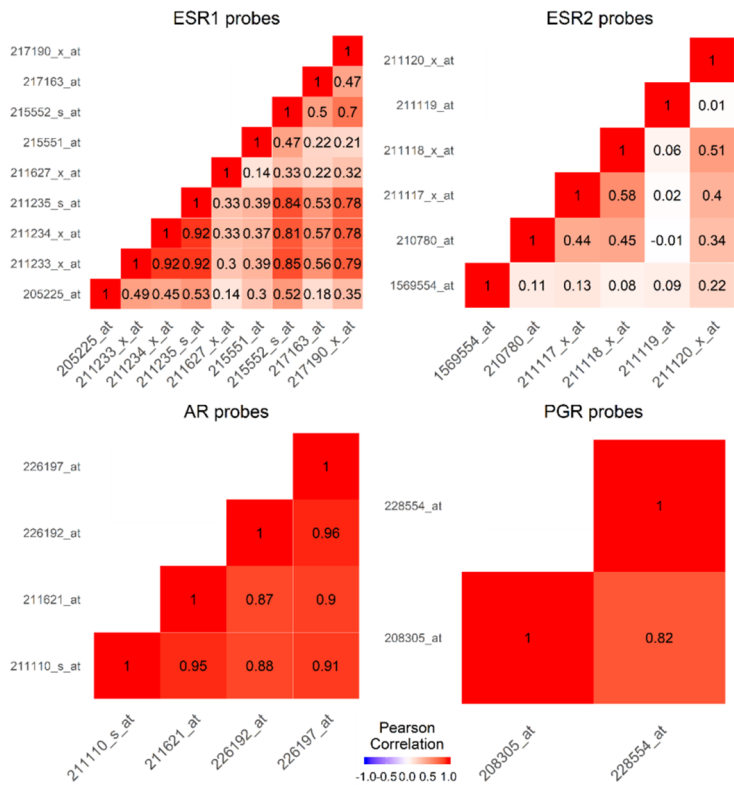 ESR1 probes
217190_x_at 1
217163_at 1 0.47
215552_s_at 1 0.5 0.7
215551_at 1 0.47 0.22 0.21
211627_x_at 1 0.14 0.33 0.22 0.32
211235_s_at 1 0.33 0.39 0.84 0.53 0.78
211234_x_at 1 0.92 0.33 0.37 0.81 0.57 0.78
211233_x_at 1 0.92 0.92 0.3 0.39 0.85 0.56 0.79
205225_at 1 0.49 0.45 0.53 0.14 0.3 0.52 0.18 0.35
205225_at 211233_x_at 211234_x_at 211235_s_at 211627_x_at 215551_at 215552_s_at 217163_at 217190_x_at
ESR2 probes
211120_x_at 1
211119_at 1 0.01
211118_x_at 1 0.06 0.51
211117_x_at 1 0.58 0.02 0.4
210780_at 1 0.44 0.45 -0.01 0.34
1569554_at 1 0.11 0.13 0.08 0.09 0.22
1569554_at 210780_at 211117_x_at 211118_x_at 211119_at 211120_x_at
AR probes
226197_at 1
226192_at 1 0.96
211621_at 1 0.87 0.9
211110_s_at 1 0.95 0.88 0.91
211110_s_at 211621_at 226192_at 226197_at
PGR probes
228554_at 1
208305_at 1 0.82
208305_at 228554_at
Pearson
Correlation
-1.0-0.5 0.0 0.5 1.0